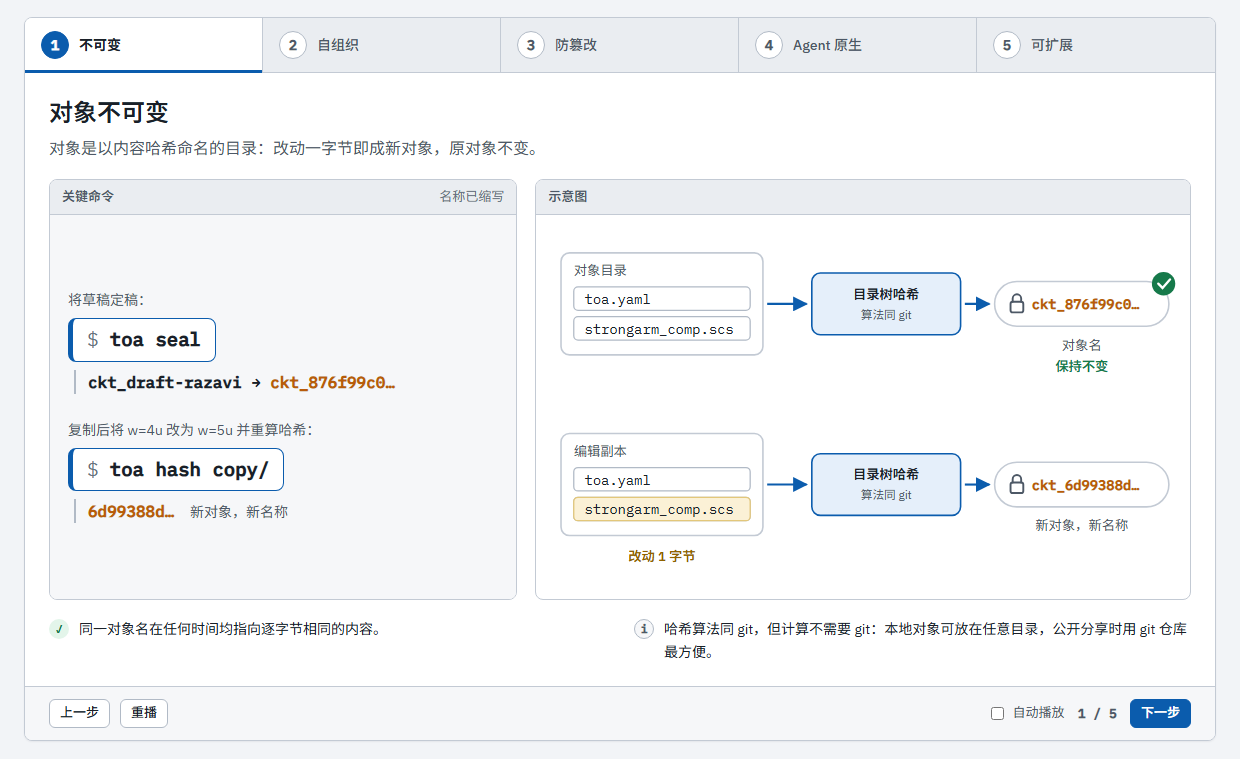 1 不可变
2 自组织
3 防篡改
4 Agent 原生
5 可扩展
对象不可变
对象是以内容哈希命名的目录：改动一字节即成新对象，原对象不变。
关键命令
名称已缩写
将草稿定稿：
$ toa seal
ckt_draft-razavi → ckt_876f99c0…
复制后将 w=4u 改为 w=5u 并重算哈希：
$ toa hash copy/
6d99388d… 新对象，新名称
示意图
对象目录
toa.yaml
strongarm_comp.scs
目录树哈希
算法同 git
ckt_876f99c0…
对象名
保持不变
编辑副本
toa.yaml
strongarm_comp.scs
改动 1 字节
目录树哈希
算法同 git
ckt_6d99388d…
新对象，新名称
✓ 同一对象名在任何时间均指向逐字节相同的内容。
i 哈希算法同 git，但计算不需要 git：本地对象可放在任意目录，公开分享时用 git 仓库
最方便。
上一步
重播
自动播放
1 / 5
下一步